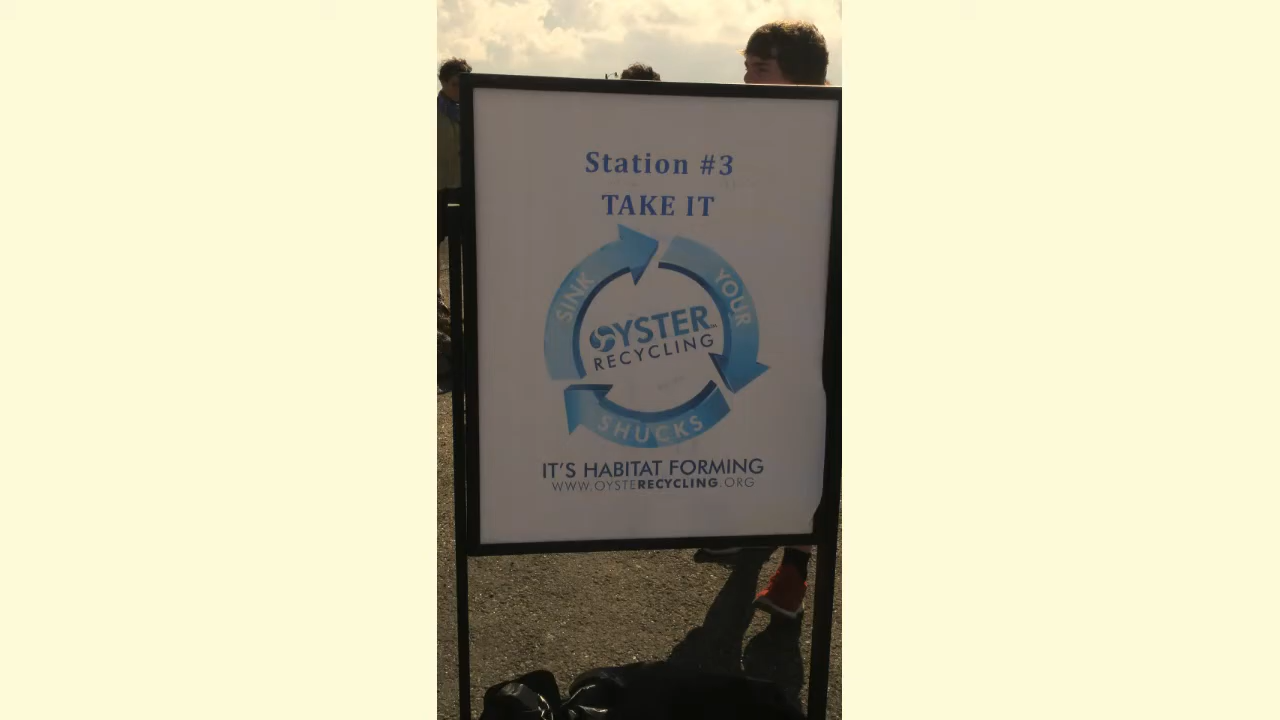 Station #3
TAKE IT
SINK
YOUR
OYSTER
RECYCLING
SHUCKS
IT'S HABITAT FORMING
WWW.OYSTERECYCLING.ORG